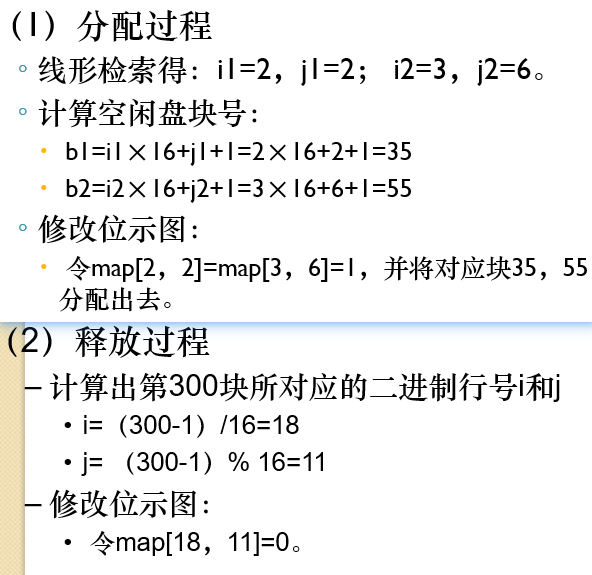 （1）分配过程
线形检索得：i1=2，j1=2； i2=3，j2=6。
计算空闲盘块号：
b1=i1×16+j1+1=2×16+2+1=35
b2=i2×16+j2+1=3×16+6+1=55
修改位示图：
令map[2，2]=map[3，6]=1，并将对应块35，55
分配出去。
（2）释放过程
– 计算出第300块所对应的二进制行号i和j
• i=（300-1）/16=18
• j= （300-1）% 16=11
– 修改位示图：
• 令map[18，11]=0。